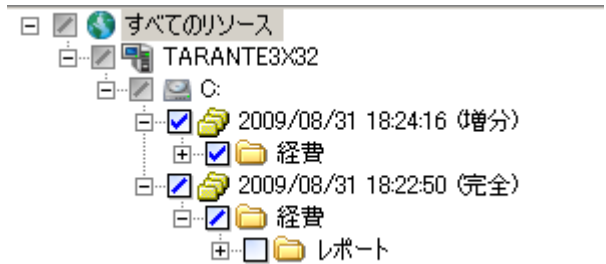 すべてのリソース
TARANTE3X32
C:
2009/08/31 18:24:16 (増分)
経費
2009/08/31 18:22:50 (完全)
経費
レポート